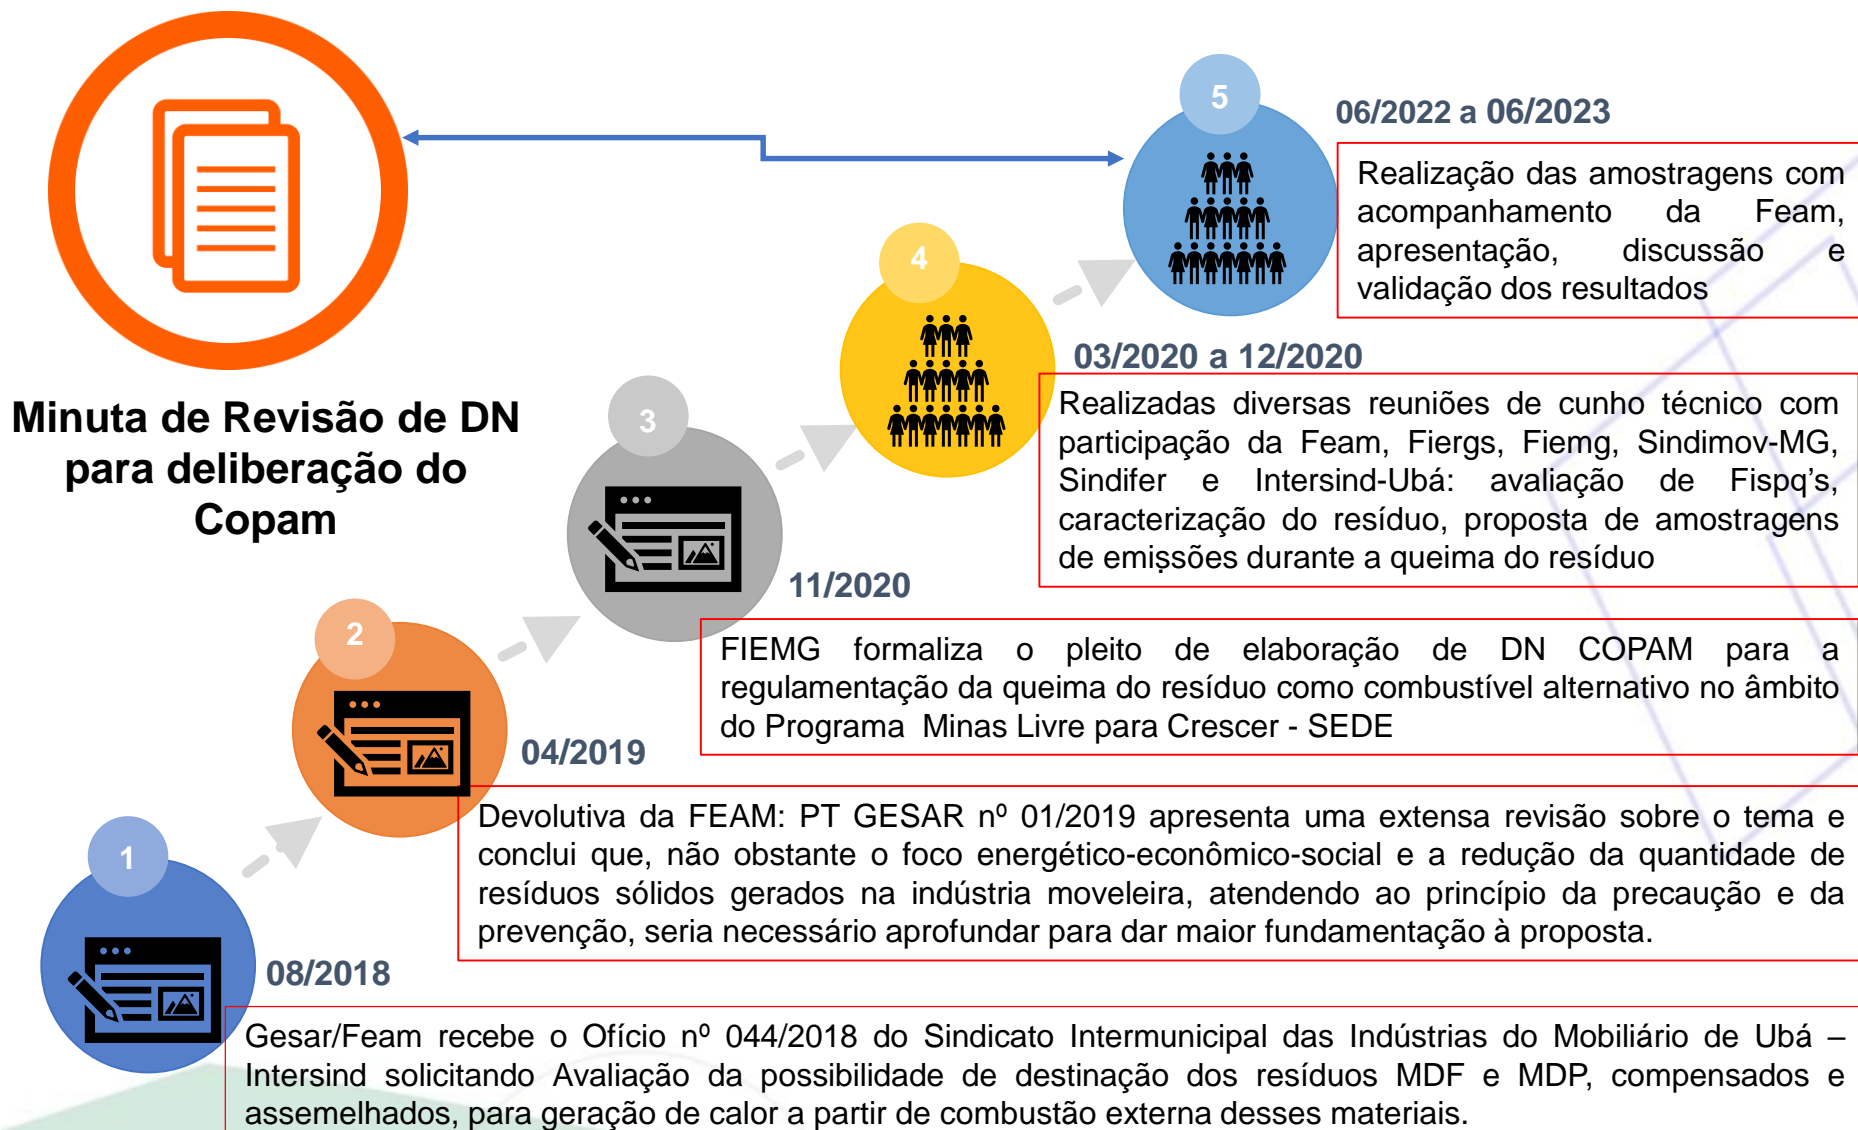 Minuta de Revisão de DN
para deliberação do
Copam
5
06/2022 a 06/2023
Realização das amostragens com
acompanhamento da Feam,
apresentação, discussão e
validação dos resultados
4
03/2020 a 12/2020
Realizadas diversas reuniões de cunho técnico com
participação da Feam, Fiergs, Fiemg, Sindimov-MG,
Sindifer e Intersind-Ubá: avaliação de Fispq’s,
caracterização do resíduo, proposta de amostragens
de emissões durante a queima do resíduo
3
11/2020
FIEMG formaliza o pleito de elaboração de DN COPAM para a
regulamentação da queima do resíduo como combustível alternativo no âmbito
do Programa Minas Livre para Crescer - SEDE
2
04/2019
Devolutiva da FEAM: PT GESAR nº 01/2019 apresenta uma extensa revisão sobre o tema e
conclui que, não obstante o foco energético-econômico-social e a redução da quantidade de
resíduos sólidos gerados na indústria moveleira, atendendo ao princípio da precaução e da
prevenção, seria necessário aprofundar para dar maior fundamentação à proposta.
1
08/2018
Gesar/Feam recebe o Ofício nº 044/2018 do Sindicato Intermunicipal das Indústrias do Mobiliário de Ubá –
Intersind solicitando Avaliação da possibilidade de destinação dos resíduos MDF e MDP, compensados e
assemelhados, para geração de calor a partir de combustão externa desses materiais.